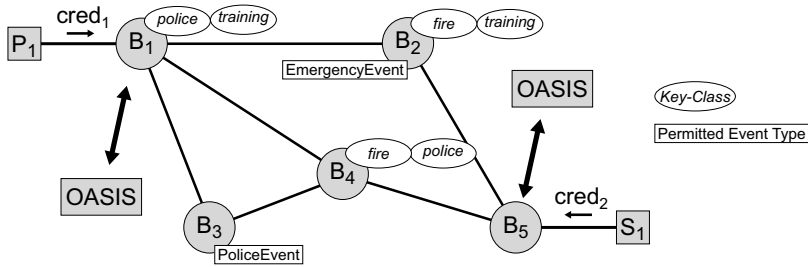 cred1
police training
fire training
P1
B1
B2
EmergencyEvent
OASIS
Key-Class
Permitted Event Type
fire police
B4
OASIS
cred2
B3
B5
S1
PoliceEvent